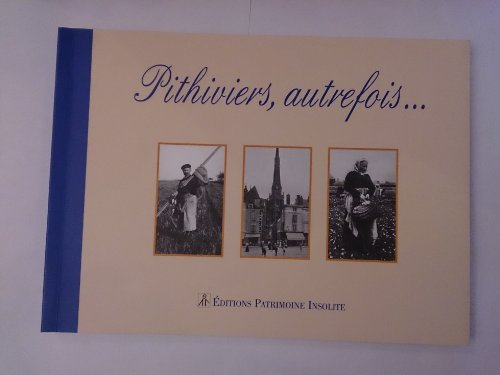 Pithiviers, autrefois...
Éditions Patrimoine Insolite